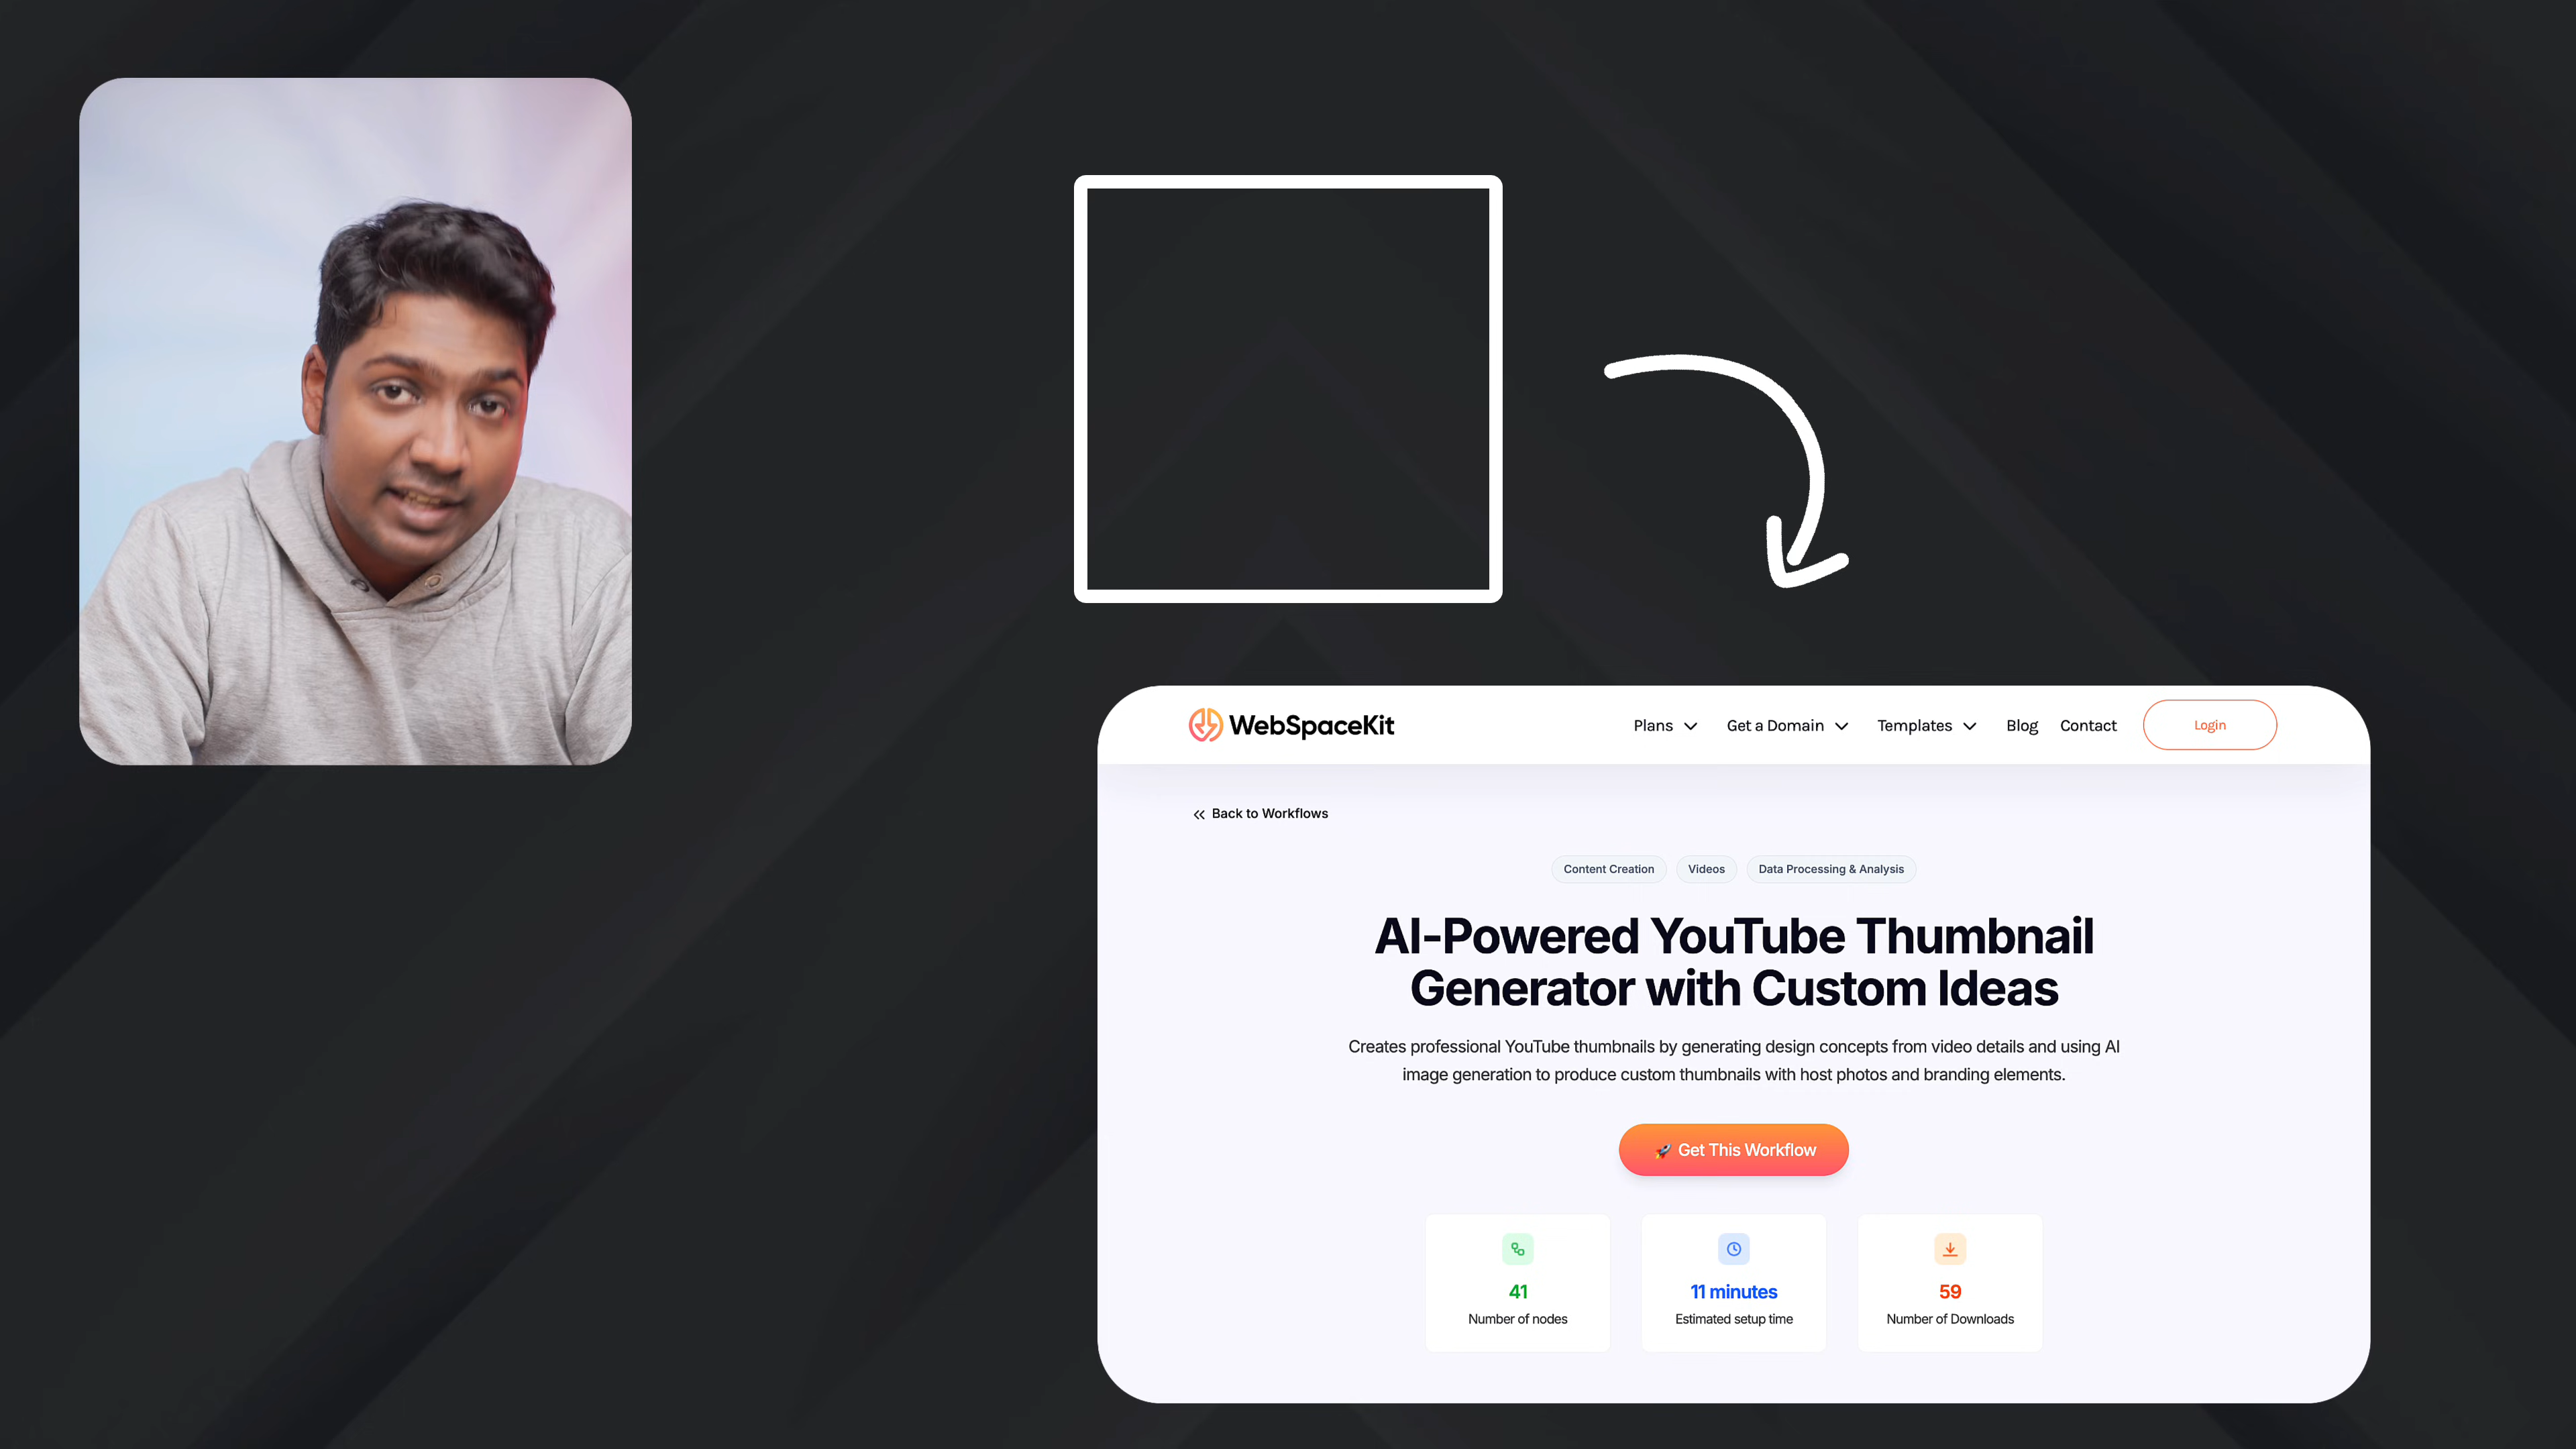 WebSpaceKit
Plans
Get a Domain
Templates
Blog
Contact
Login
Back to Workflows
Content Creation
Videos
Data Processing & Analysis
AI-Powered YouTube Thumbnail
Generator with Custom Ideas
Creates professional YouTube thumbnails by generating design concepts from video details and using AI
image generation to produce custom thumbnails with host photos and branding elements.
🚀 Get This Workflow
41
Number of nodes
11 minutes
Estimated setup time
59
Number of Downloads